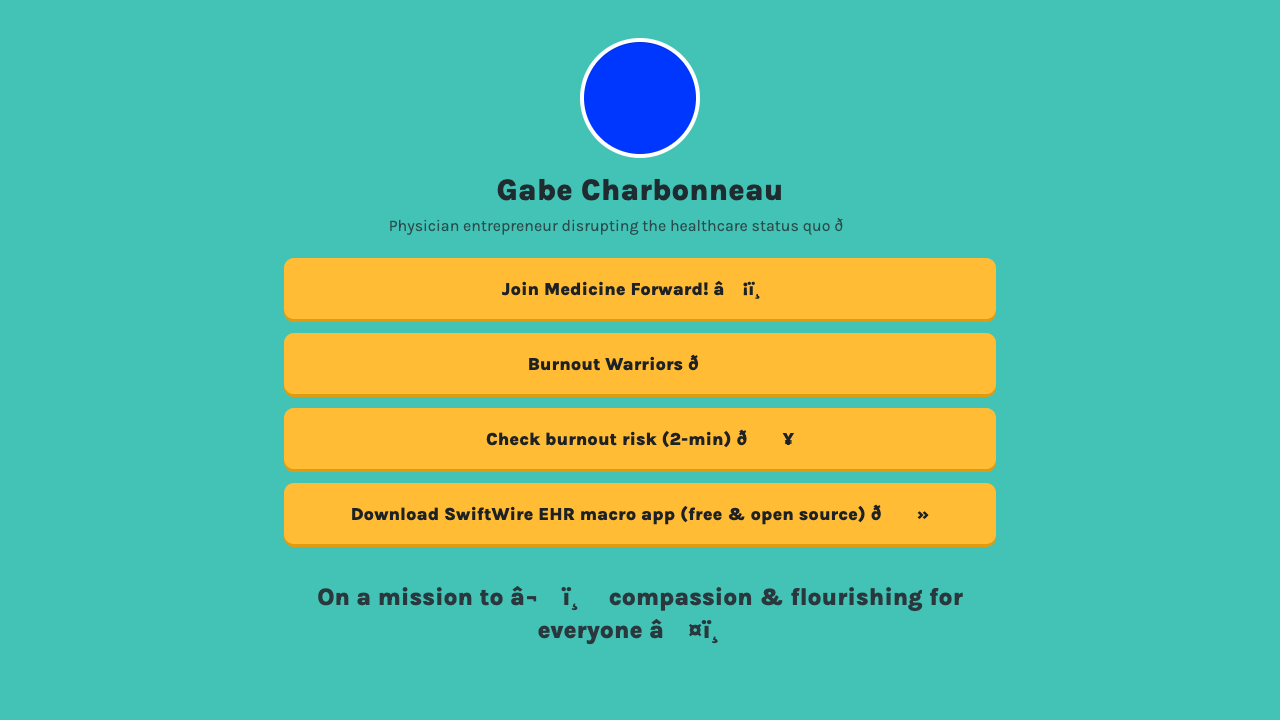 Gabe Charbonneau
Physician entrepreneur disrupting the healthcare status quo ð
Join Medicine Forward! â ¡ï¸
Burnout Warriors ð
Check burnout risk (2-min) ð ¥
Download SwiftWire EHR macro app (free & open source) ð »
On a mission to â¬ ï¸ compassion & flourishing for
everyone â ¤ï¸